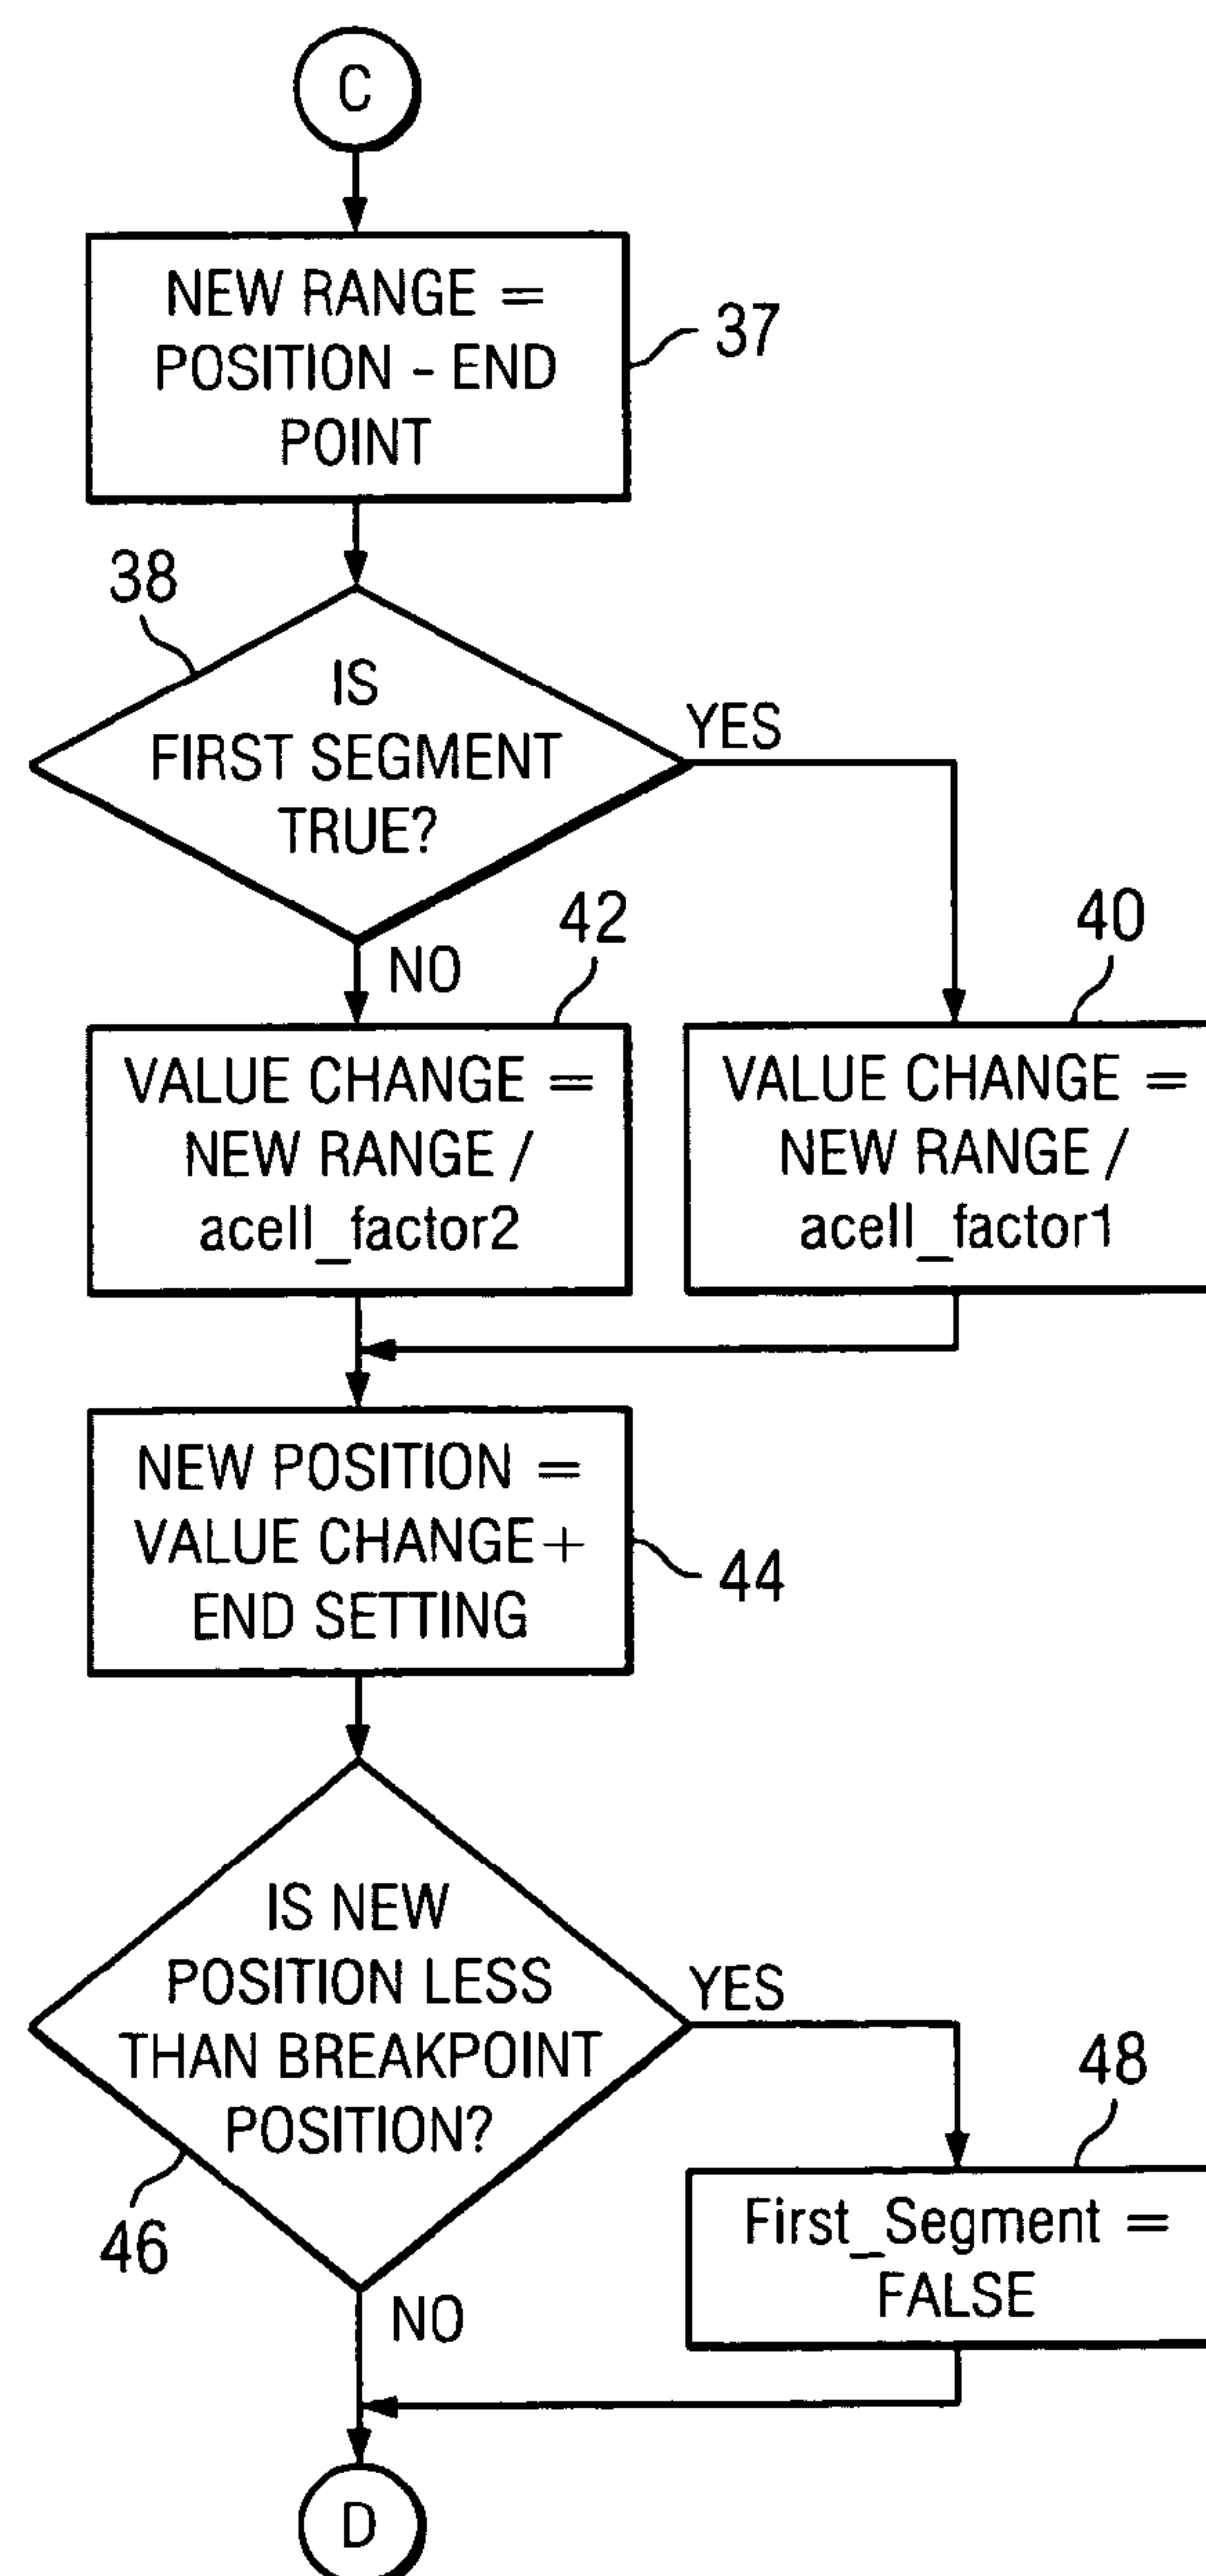 C
NEW RANGE =
POSITION - END
POINT
37
38
IS
FIRST SEGMENT
TRUE?
YES
NO
42
40
VALUE CHANGE =
NEW RANGE /
acell_factor2
VALUE CHANGE =
NEW RANGE /
acell_factor1
NEW POSITION =
VALUE CHANGE +
END SETTING
44
IS NEW
POSITION LESS
THAN BREAKPOINT
POSITION?
YES
46
NO
48
First_Segment =
FALSE
D